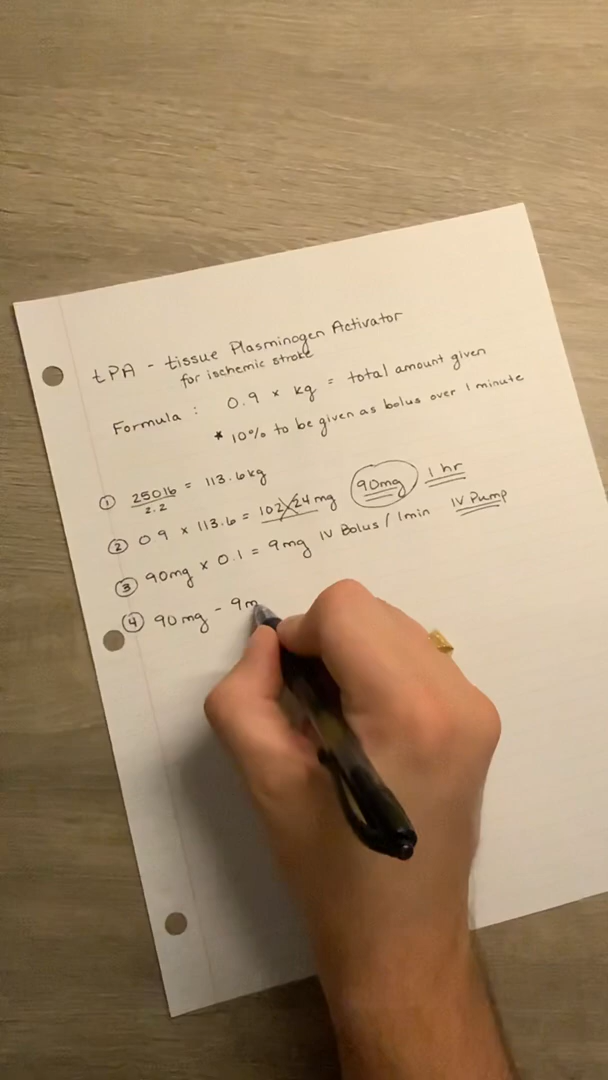 tPA - tissue Plasminogen Activator
for ischemic stroke
Formula : 0.9 × kg = total amount given
* 10% to be given as bolus over 1 minute
① 250lb / 2.2 = 113.6kg
② 0.9 × 113.6 = 102.24mg 90mg 1 hr
③ 90mg × 0.1 = 9mg IV Bolus / 1min IV Pump
④ 90mg - 9m